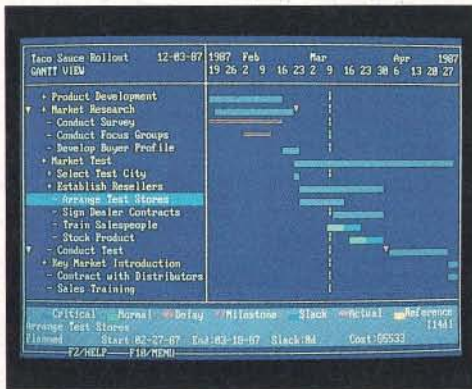 Taco Sauce Rollout 12-03-87 1987 Feb Mar Apr 1987
GANTT VIEW 19 26 2 9 16 23 2 9 16 23 30 6 13 20 27
+ Product Development
+ Market Research
- Conduct Survey
- Conduct Focus Groups
- Develop Buyer Profile
+ Market Test
+ Select Test City
+ Establish Resellers
- Arrange Test Stores
- Sign Dealer Contracts
- Train Salespeople
- Stock Product
- Conduct Test
+ Key Market Introduction
- Contract with Distributors
- Sales Training
Critical Normal Delay Milestone Slack Actual Reference
Arrange Test Stores [14d]
Planned Start:02-27-87 End:03-18-87 Slack:0d Cost:$5533
F2/HELP F10/MENU